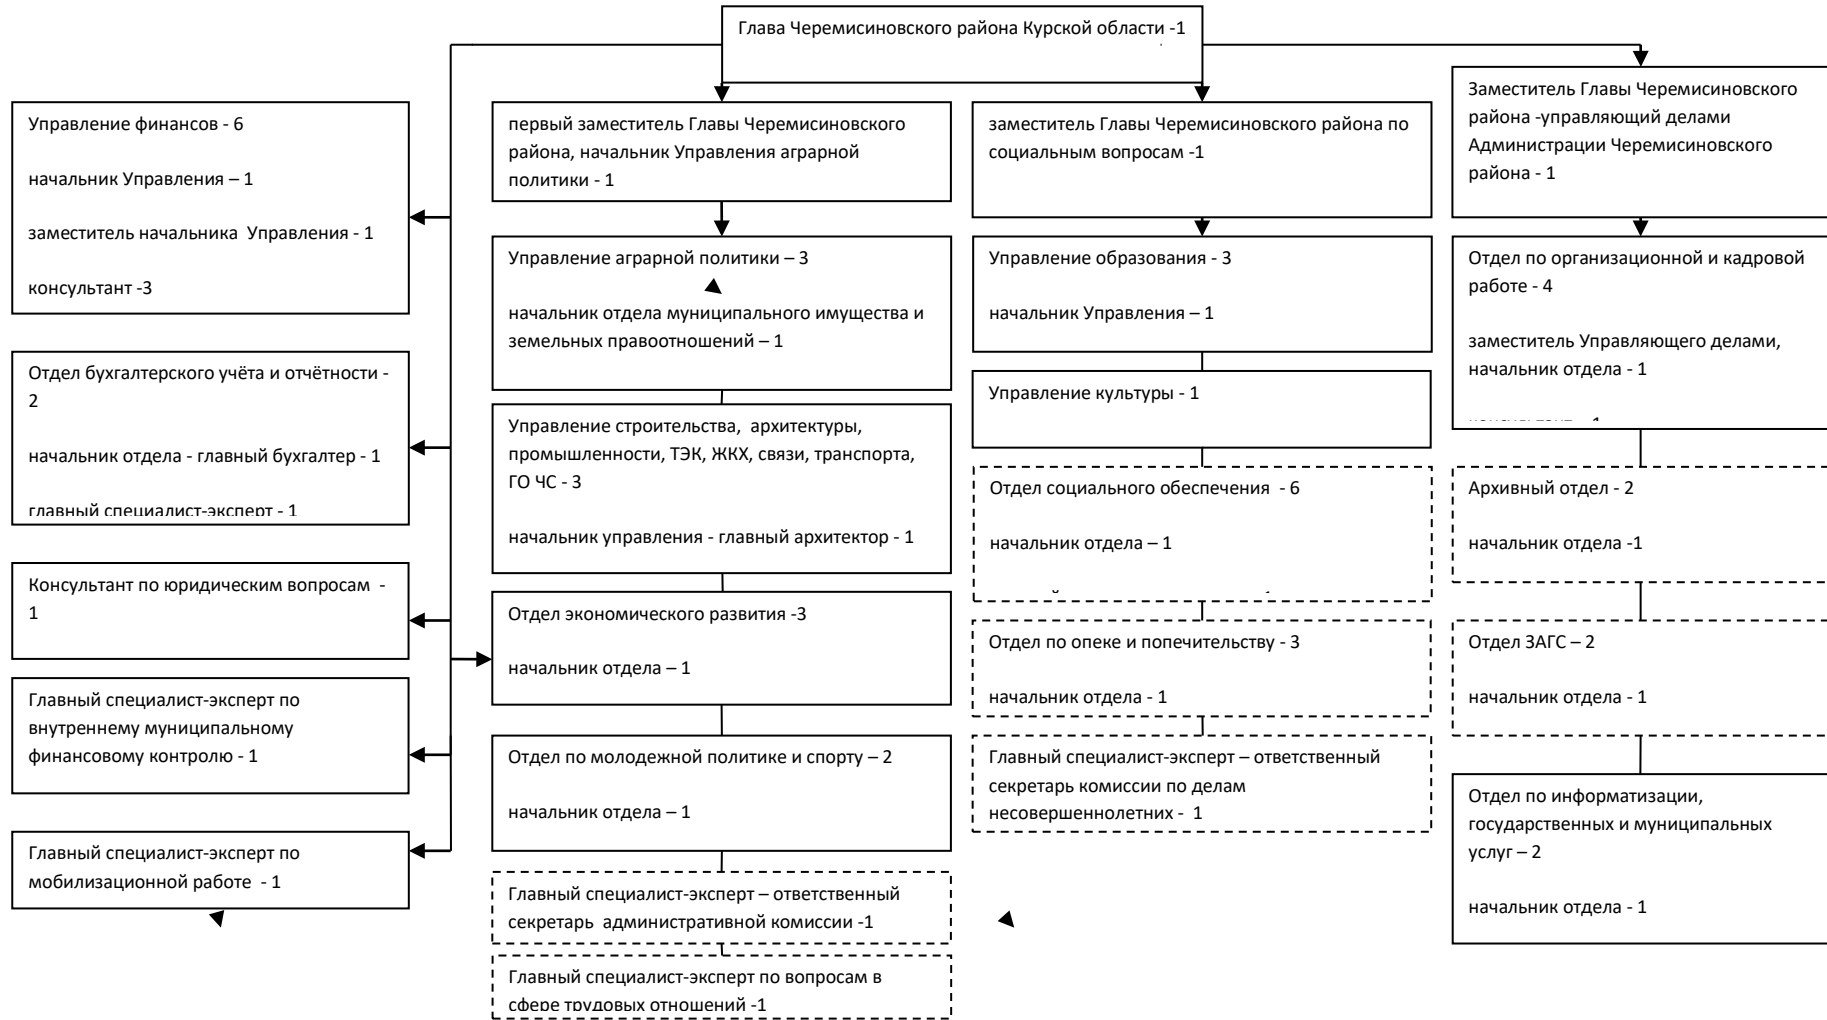 Глава Черемисиновского района Курской области -1
Управление финансов - 6
начальник Управления – 1
заместитель начальника  Управления - 1
консультант -3
Отдел бухгалтерского учёта и отчётности -
2
начальник отдела - главный бухгалтер - 1
главный специалист-эксперт - 1
Консультант по юридическим вопросам  -
1
Главный специалист-эксперт по
внутреннему муниципальному
финансовому контролю - 1
Главный специалист-эксперт по
мобилизационной работе  - 1
первый заместитель Главы Черемисиновского
района, начальник Управления аграрной
политики - 1
Управление аграрной политики – 3
начальник отдела муниципального имущества и
земельных правоотношений – 1
Управление строительства,  архитектуры,
промышленности, ТЭК, ЖКХ, связи, транспорта,
ГО ЧС - 3
начальник управления - главный архитектор - 1
Отдел экономического развития -3
начальник отдела – 1
Отдел по молодежной политике и спорту – 2
начальник отдела – 1
Главный специалист-эксперт – ответственный
секретарь  административной комиссии -1
Главный специалист-эксперт по вопросам в
сфере трудовых отношений -1
заместитель Главы Черемисиновского района по
социальным вопросам -1
Управление образования - 3
начальник Управления – 1
Управление культуры - 1
Отдел социального обеспечения  - 6
начальник отдела – 1
Отдел по опеке и попечительству - 3
начальник отдела - 1
Главный специалист-эксперт – ответственный
секретарь комиссии по делам
несовершеннолетних -  1
Заместитель Главы Черемисиновского
района -управляющий делами
Администрации Черемисиновского
района - 1
Отдел по организационной и кадровой
работе - 4
заместитель Управляющего делами,
начальник отдела - 1
Архивный отдел - 2
начальник отдела -1
Отдел ЗАГС – 2
начальник отдела - 1
Отдел по информатизации,
государственных и муниципальных
услуг – 2
начальник отдела - 1